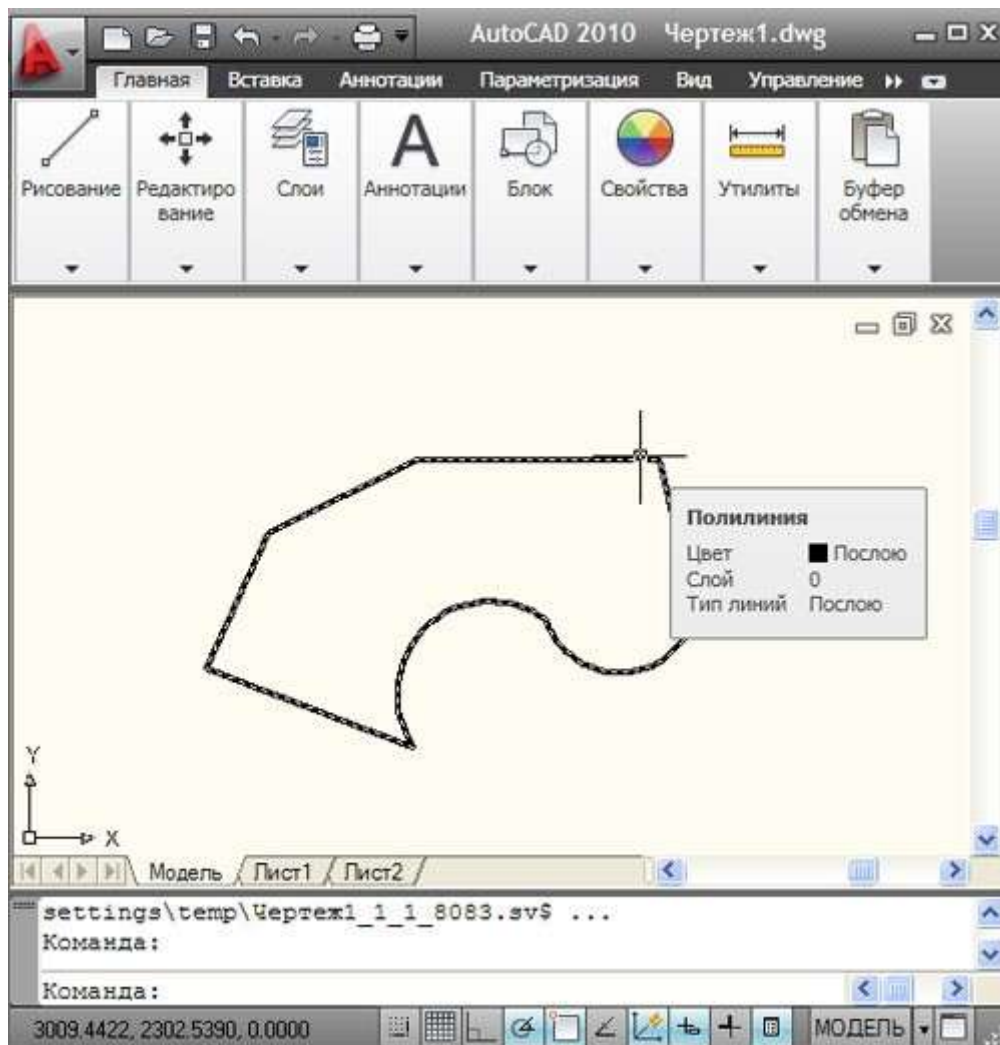 AutoCAD 2010 Чертеж1.dwg
Главная Вставка Аннотации Параметризация Вид Управление
Рисование Редактиро Слои Аннотации Блок Свойства Утилиты Буфер
вание обмена
Полилиния
Цвет Послою
Слой 0
Тип линий Послою
Y
X
Модель Лист1 Лист2
settings\temp\Чертеж1_1_1_8083.sv$ ...
Команда:
Команда:
3009.4422, 2302.5390, 0.0000 МОДЕЛЬ